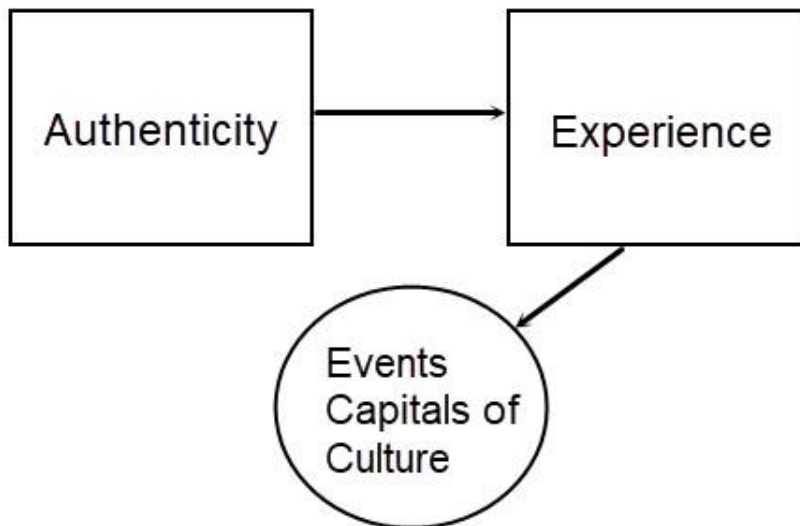 Authenticity
Experience
Events
Capitals of
Culture